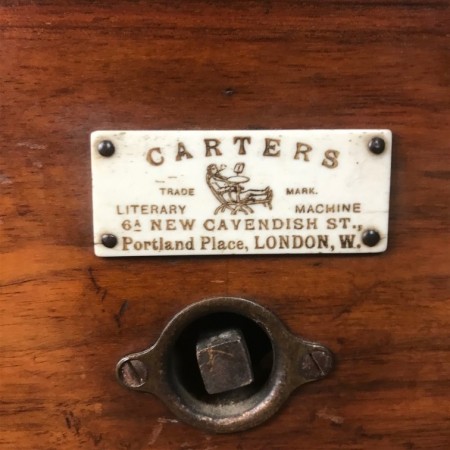 CARTERS
TRADE MARK.
LITERARY MACHINE
6A NEW CAVENDISH ST.,
Portland Place, LONDON, W.